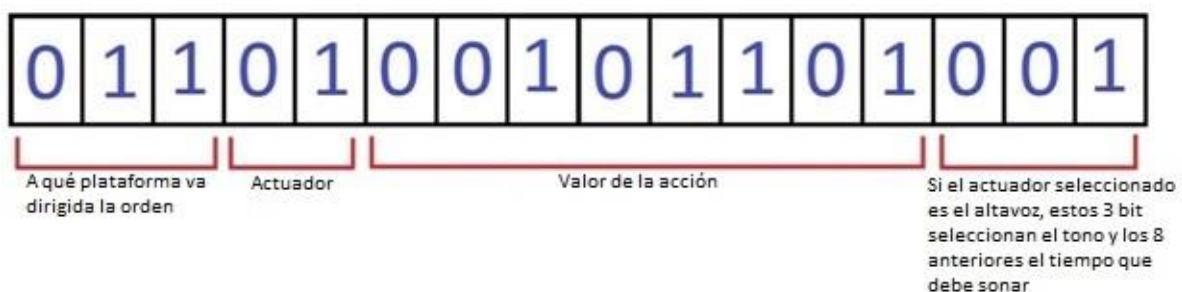 0 1 1 0 1 0 0 1 0 1 1 0 1 0 0 1
A qué plataforma va
dirigida la orden
Actuador
Valor de la acción
Si el actuador seleccionado
es el altavoz, estos 3 bit
seleccionan el tono y los 8
anteriores el tiempo que
debe sonar